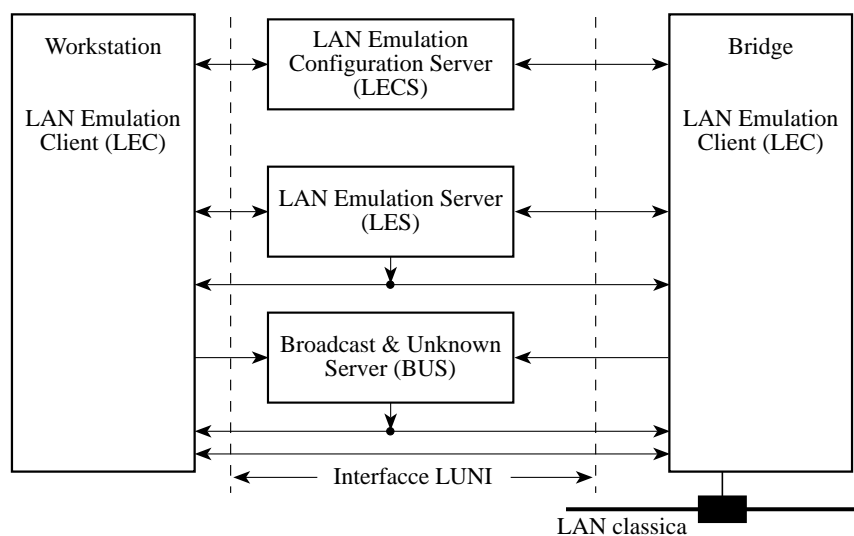 Workstation
LAN Emulation
Client (LEC)
LAN Emulation
Configuration Server
(LECS)
LAN Emulation Server
(LES)
Broadcast & Unknown
Server (BUS)
Bridge
LAN Emulation
Client (LEC)
Interfacce LUNI
LAN classica